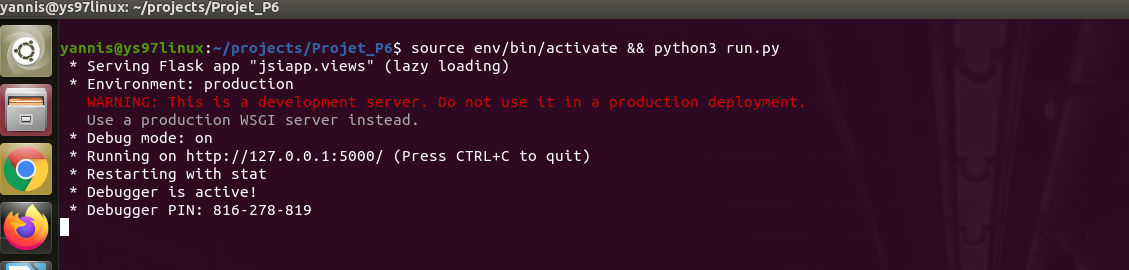 yannis@ys97linux: ~/projects/Projet_P6
yannis@ys97linux:~/projects/Projet_P6$ source env/bin/activate && python3 run.py
 * Serving Flask app "jsiapp.views" (lazy loading)
 * Environment: production
   WARNING: This is a development server. Do not use it in a production deployment.
   Use a production WSGI server instead.
 * Debug mode: on
 * Running on http://127.0.0.1:5000/ (Press CTRL+C to quit)
 * Restarting with stat
 * Debugger is active!
 * Debugger PIN: 816-278-819